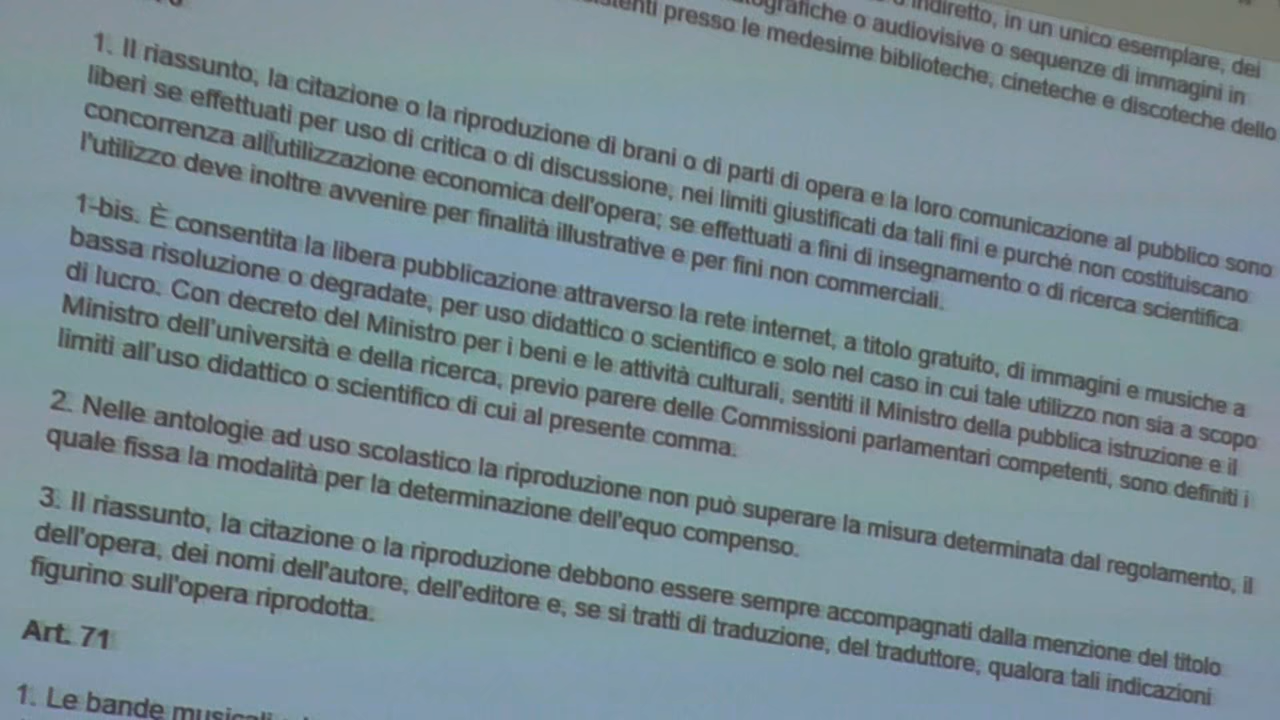 indiretto, in un unico esemplare, dei
o audiovisive o sequenze di immagini in
presso le medesime biblioteche, cineteche e discoteche dello
1. Il riassunto, la citazione o la riproduzione di brani o di parti di opera e la loro comunicazione al pubblico sono
liberi se effettuati per uso di critica o di discussione, nei limiti giustificati da tali fini e purché non costituiscano
concorrenza all'utilizzazione economica dell'opera; se effettuati a fini di insegnamento o di ricerca scientifica
l'utilizzo deve inoltre avvenire per finalità illustrative e per fini non commerciali.
1-bis. È consentita la libera pubblicazione attraverso la rete internet, a titolo gratuito, di immagini e musiche a
bassa risoluzione o degradate, per uso didattico o scientifico e solo nel caso in cui tale utilizzo non sia a scopo
di lucro. Con decreto del Ministro per i beni e le attività culturali, sentiti il Ministro della pubblica istruzione e il
Ministro dell'università e della ricerca, previo parere delle Commissioni parlamentari competenti, sono definiti i
limiti all'uso didattico o scientifico di cui al presente comma.
2. Nelle antologie ad uso scolastico la riproduzione non può superare la misura determinata dal regolamento, il
quale fissa la modalità per la determinazione dell'equo compenso.
3. Il riassunto, la citazione o la riproduzione debbono essere sempre accompagnati dalla menzione del titolo
dell'opera, dei nomi dell'autore, dell'editore e, se si tratti di traduzione, del traduttore, qualora tali indicazioni
figurino sull'opera riprodotta.
Art. 71
1. Le bande musicali